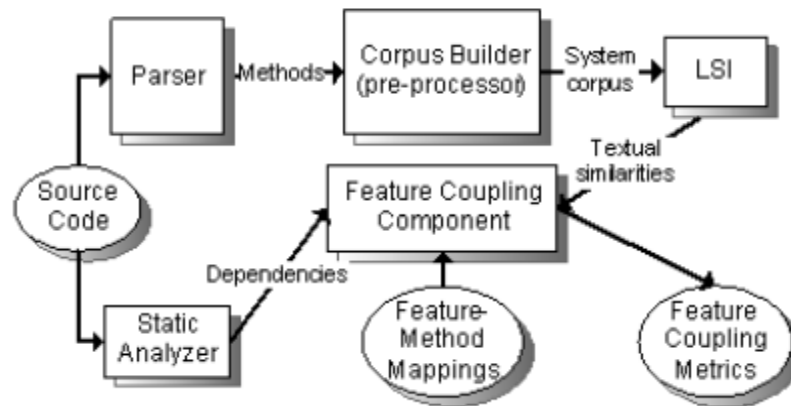 Parser
Methods
Corpus Builder
(pre-processor)
System
corpus
LSI
Textual
similarities
Source
Code
Feature Coupling
Component
Dependencies
Static
Analyzer
Feature-
Method
Mappings
Feature
Coupling
Metrics